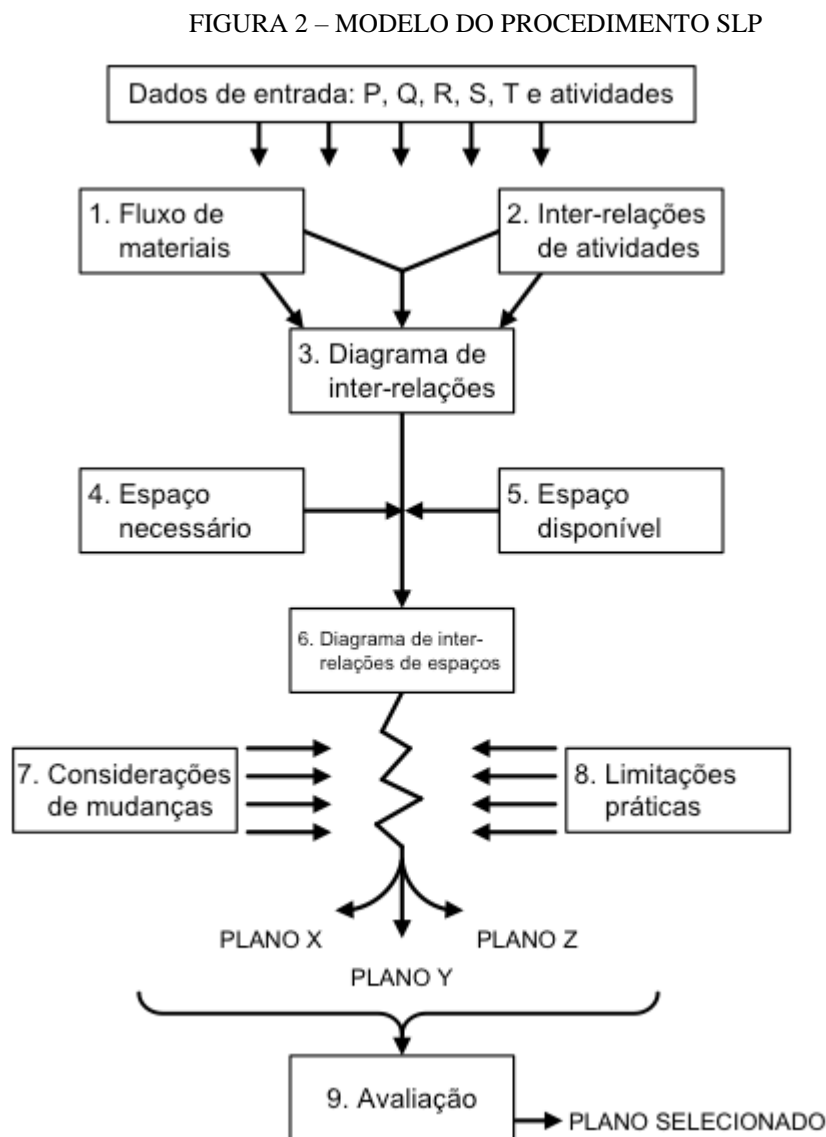 FIGURA 2 – MODELO DO PROCEDIMENTO SLP
Dados de entrada: P, Q, R, S, T e atividades
1. Fluxo de
materiais
2. Inter-relações
de atividades
3. Diagrama de
inter-relações
4. Espaço
necessário
5. Espaço
disponível
6. Diagrama de inter-
relações de espaços
7. Considerações
de mudanças
8. Limitações
práticas
PLANO X
PLANO Z
PLANO Y
9. Avaliação
PLANO SELECIONADO